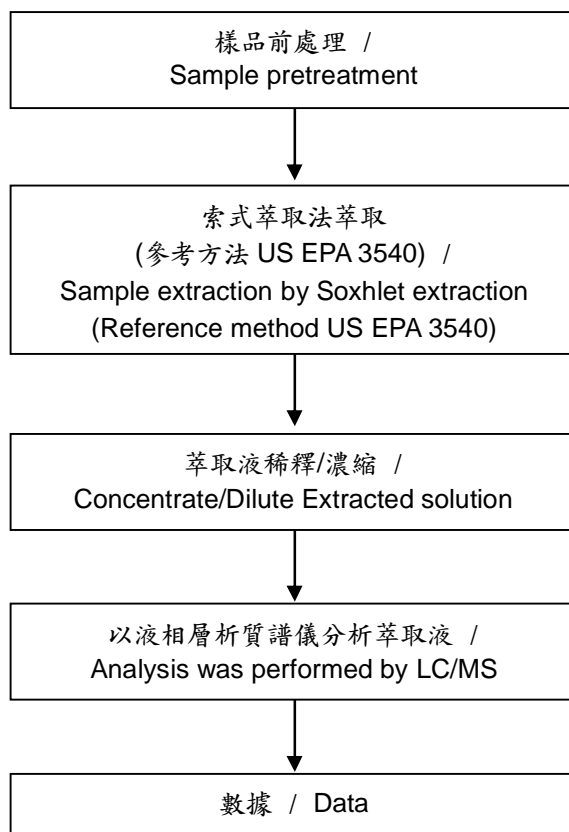 樣品前處理 /
Sample pretreatment
索式萃取法萃取
(參考方法 US EPA 3540) /
Sample extraction by Soxhlet extraction
(Reference method US EPA 3540)
萃取液稀釋/濃縮 /
Concentrate/Dilute Extracted solution
以液相層析質譜儀分析萃取液 /
Analysis was performed by LC/MS
數據 / Data